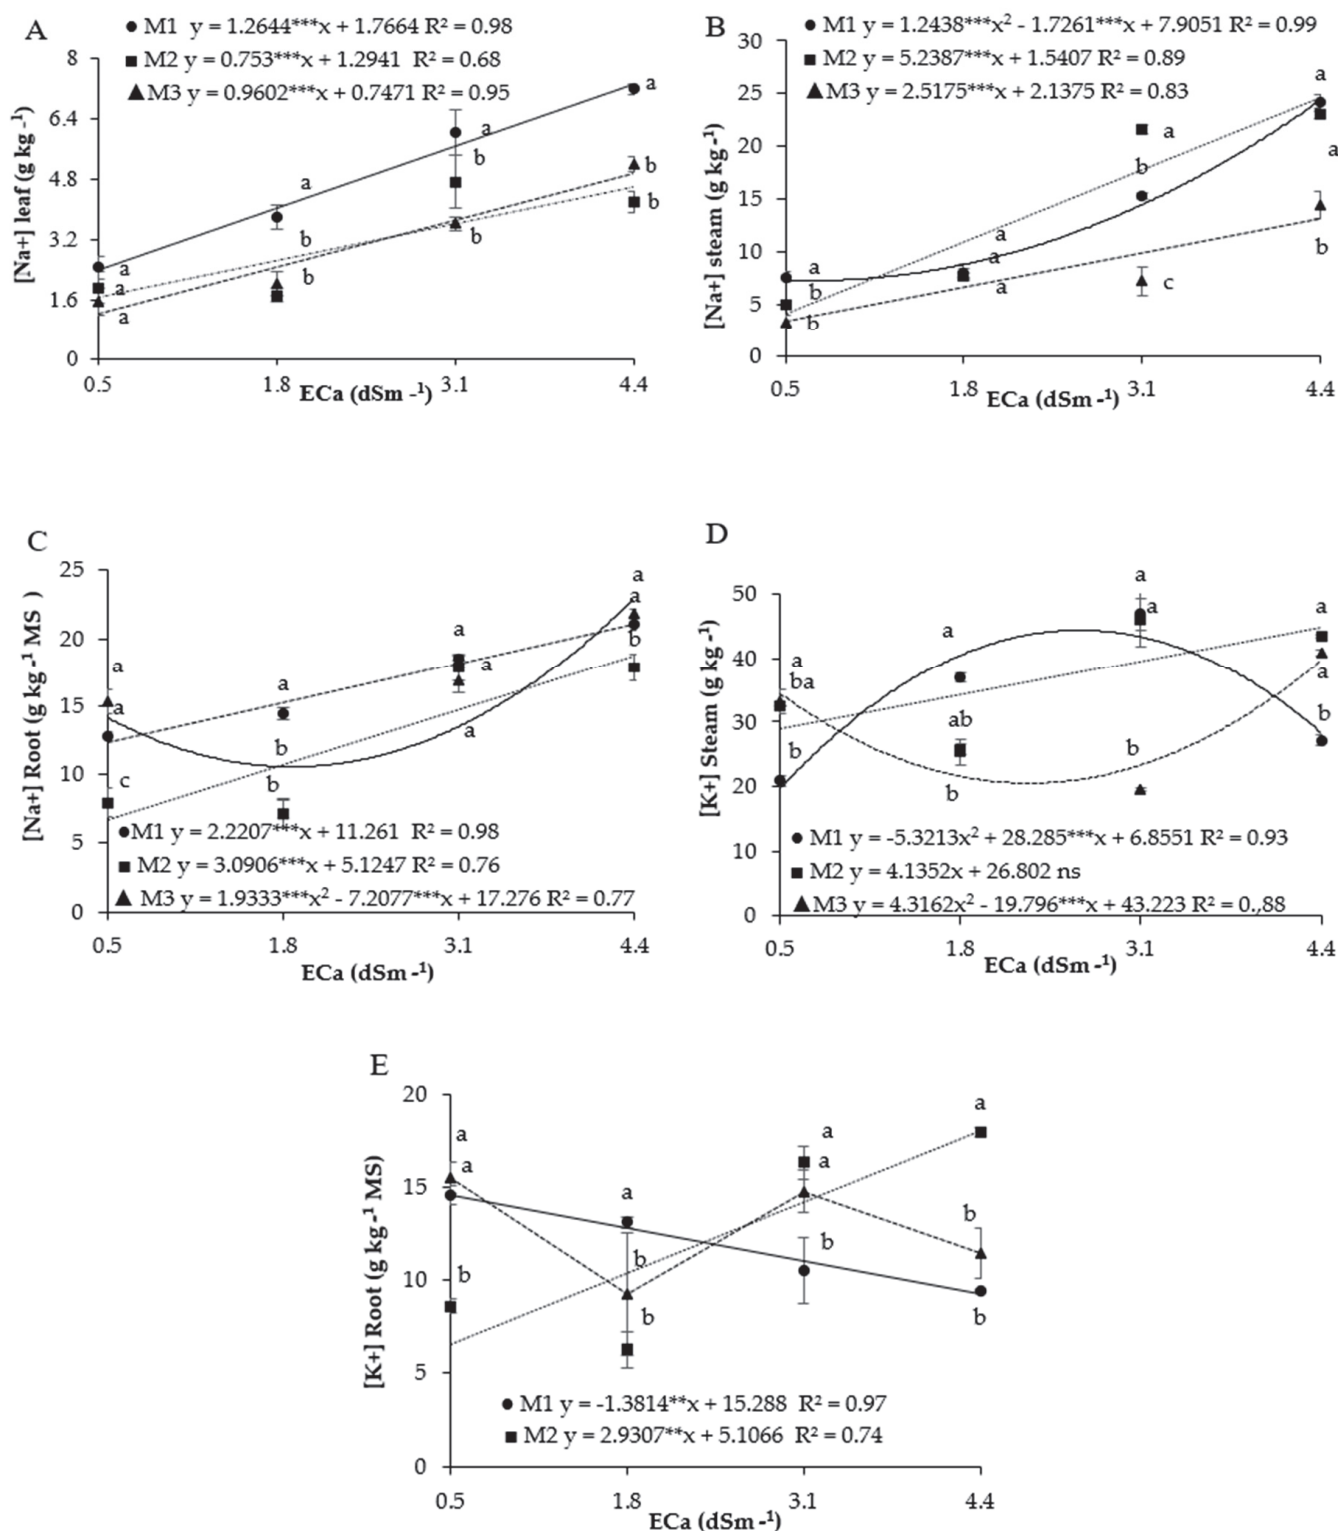 A
● M1 y = 1.2644***x + 1.7664 R² = 0.98
■ M2 y = 0.753***x + 1.2941 R² = 0.68
▲ M3 y = 0.9602***x + 0.7471 R² = 0.95
[Na+] leaf (g kg⁻¹)
8
6.4
4.8
3.2
1.6
0
a
a
a
a
b
b
a
b
b
a
b
b
0.5 1.8 3.1 4.4
ECa (dSm -¹)
B
● M1 y = 1.2438***x² - 1.7261***x + 7.9051 R² = 0.99
■ M2 y = 5.2387***x + 1.5407 R² = 0.89
▲ M3 y = 2.5175***x + 2.1375 R² = 0.83
[Na+] steam (g kg⁻¹)
30
25
20
15
10
5
0
a
b
b
a
a
a
a
b
c
a
a
b
0.5 1.8 3.1 4.4
ECa (dSm -¹)
C
[Na+] Root (g kg⁻¹ MS )
25
20
15
10
5
0
a
a
c
a
b
b
a
a
a
a
a
b
● M1 y = 2.2207***x + 11.261 R² = 0.98
■ M2 y = 3.0906***x + 5.1247 R² = 0.76
▲ M3 y = 1.9333***x² - 7.2077***x + 17.276 R² = 0.77
0.5 1.8 3.1 4.4
ECa (dSm -¹)
D
[K+] Steam (g kg⁻¹)
50
40
30
20
10
0
a
ba
b
a
ab
b
a
a
b
a
a
b
● M1 y = -5.3213x² + 28.285***x + 6.8551 R² = 0.93
■ M2 y = 4.1352x + 26.802 ns
▲ M3 y = 4.3162x² - 19.796***x + 43.223 R² = 0.,88
0.5 1.8 3.1 4.4
ECa (dSm -¹)
E
[K+] Root (g kg⁻¹ MS)
20
15
10
5
0
a
a
b
a
b
b
a
a
b
a
b
b
● M1 y = -1.3814**x + 15.288 R² = 0.97
■ M2 y = 2.9307**x + 5.1066 R² = 0.74
0.5 1.8 3.1 4.4
ECa (dSm -¹)